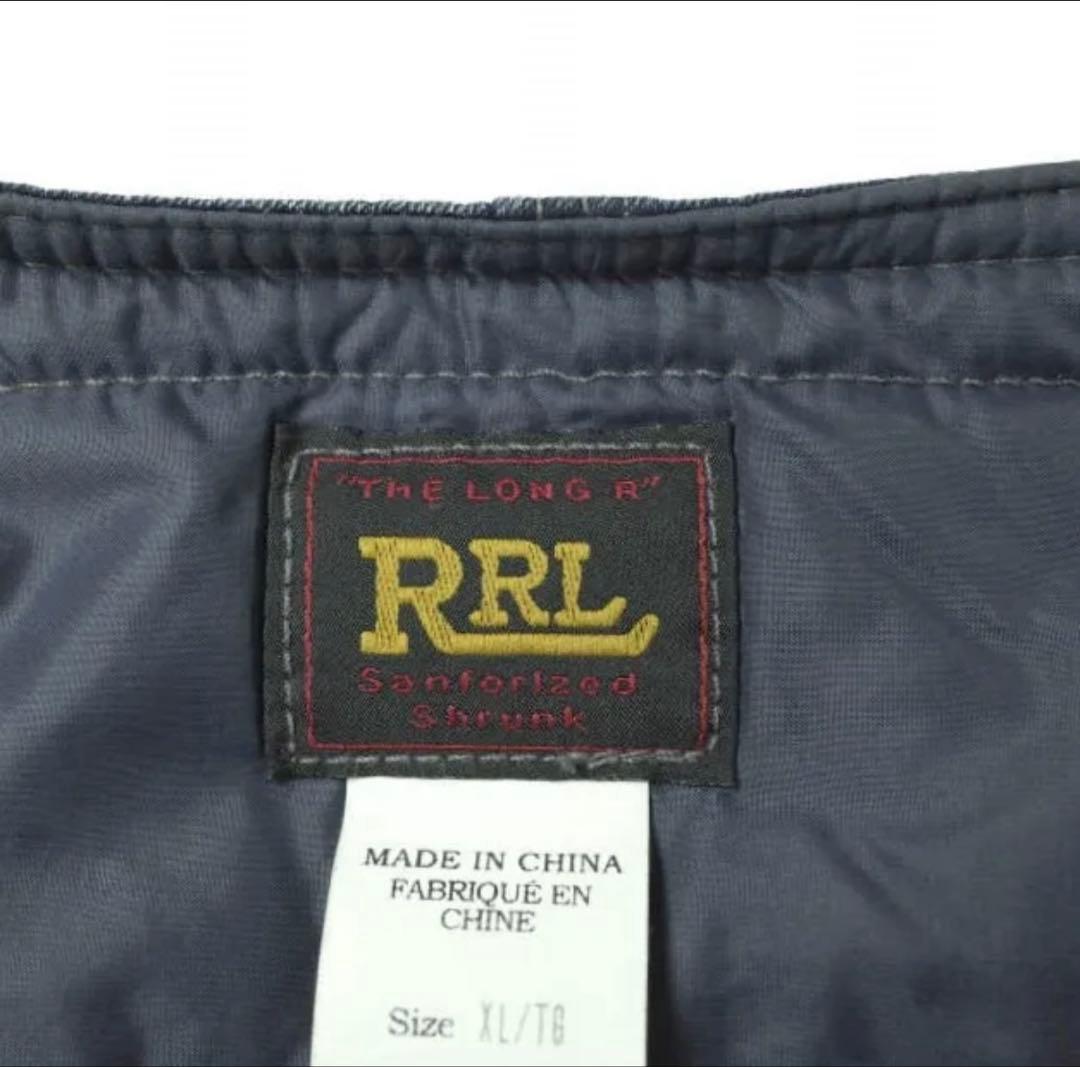 "THE LONG R"
RRL
Sanforized
Shrunk
MADE IN CHINA
FABRIQUÉ EN
CHINE
Size XL/TG